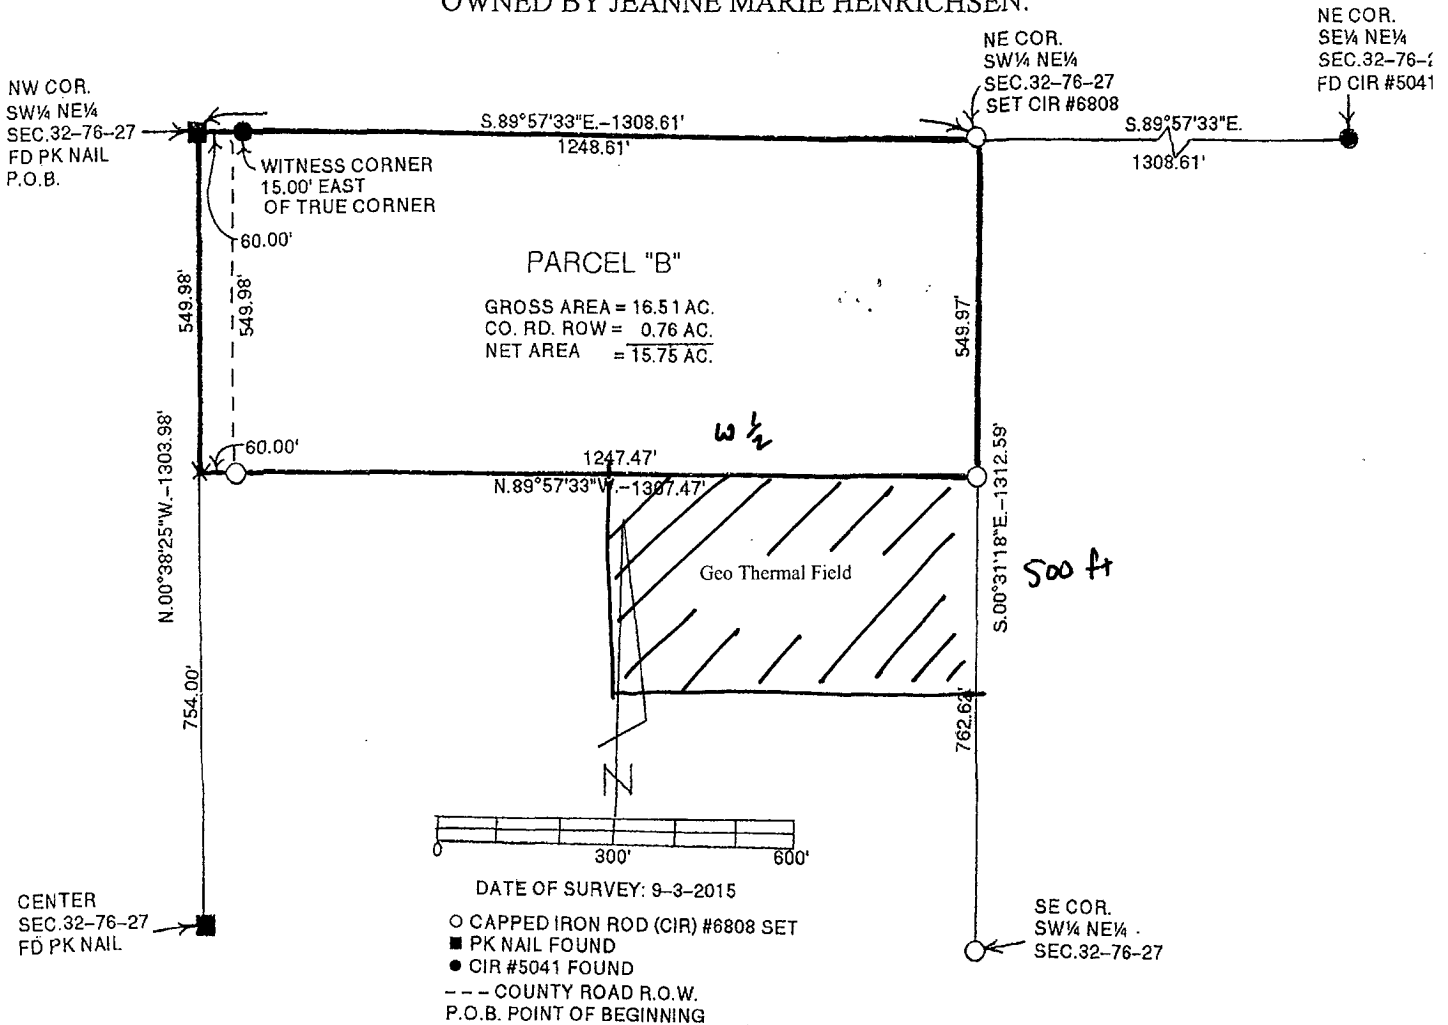 OWNED BY JEANNE MARIE HENRICHSEN.
NW COR.
SW¼ NE¼
SEC.32–76–27
FD PK NAIL
P.O.B.
NE COR.
SW¼ NE¼
SEC.32–76–27
SET CIR #6808
NE COR.
SE¼ NE¼
SEC.32–76–
FD CIR #5041
S.89°57'33"E.–1308.61'
1248.61'
S.89°57'33"E.
1308.61'
WITNESS CORNER
15.00' EAST
OF TRUE CORNER
60.00'
549.98'
549.98'
PARCEL "B"
GROSS AREA = 16.51 AC.
CO. RD. ROW = 0.76 AC.
NET AREA = 15.75 AC.
549.97'
W ½
60.00'
1247.47'
N.89°57'33"W.–1307.47'
N.00°38'25"W.–1303.98'
S.00°31'18"E.–1312.59'
Geo Thermal Field
500 ft
754.00'
762.62'
N
0 300' 600'
DATE OF SURVEY: 9–3–2015
CENTER
SEC.32–76–27
FD PK NAIL
SE COR.
SW¼ NE¼
SEC.32–76–27
○ CAPPED IRON ROD (CIR) #6808 SET
■ PK NAIL FOUND
● CIR #5041 FOUND
– – – COUNTY ROAD R.O.W.
P.O.B. POINT OF BEGINNING